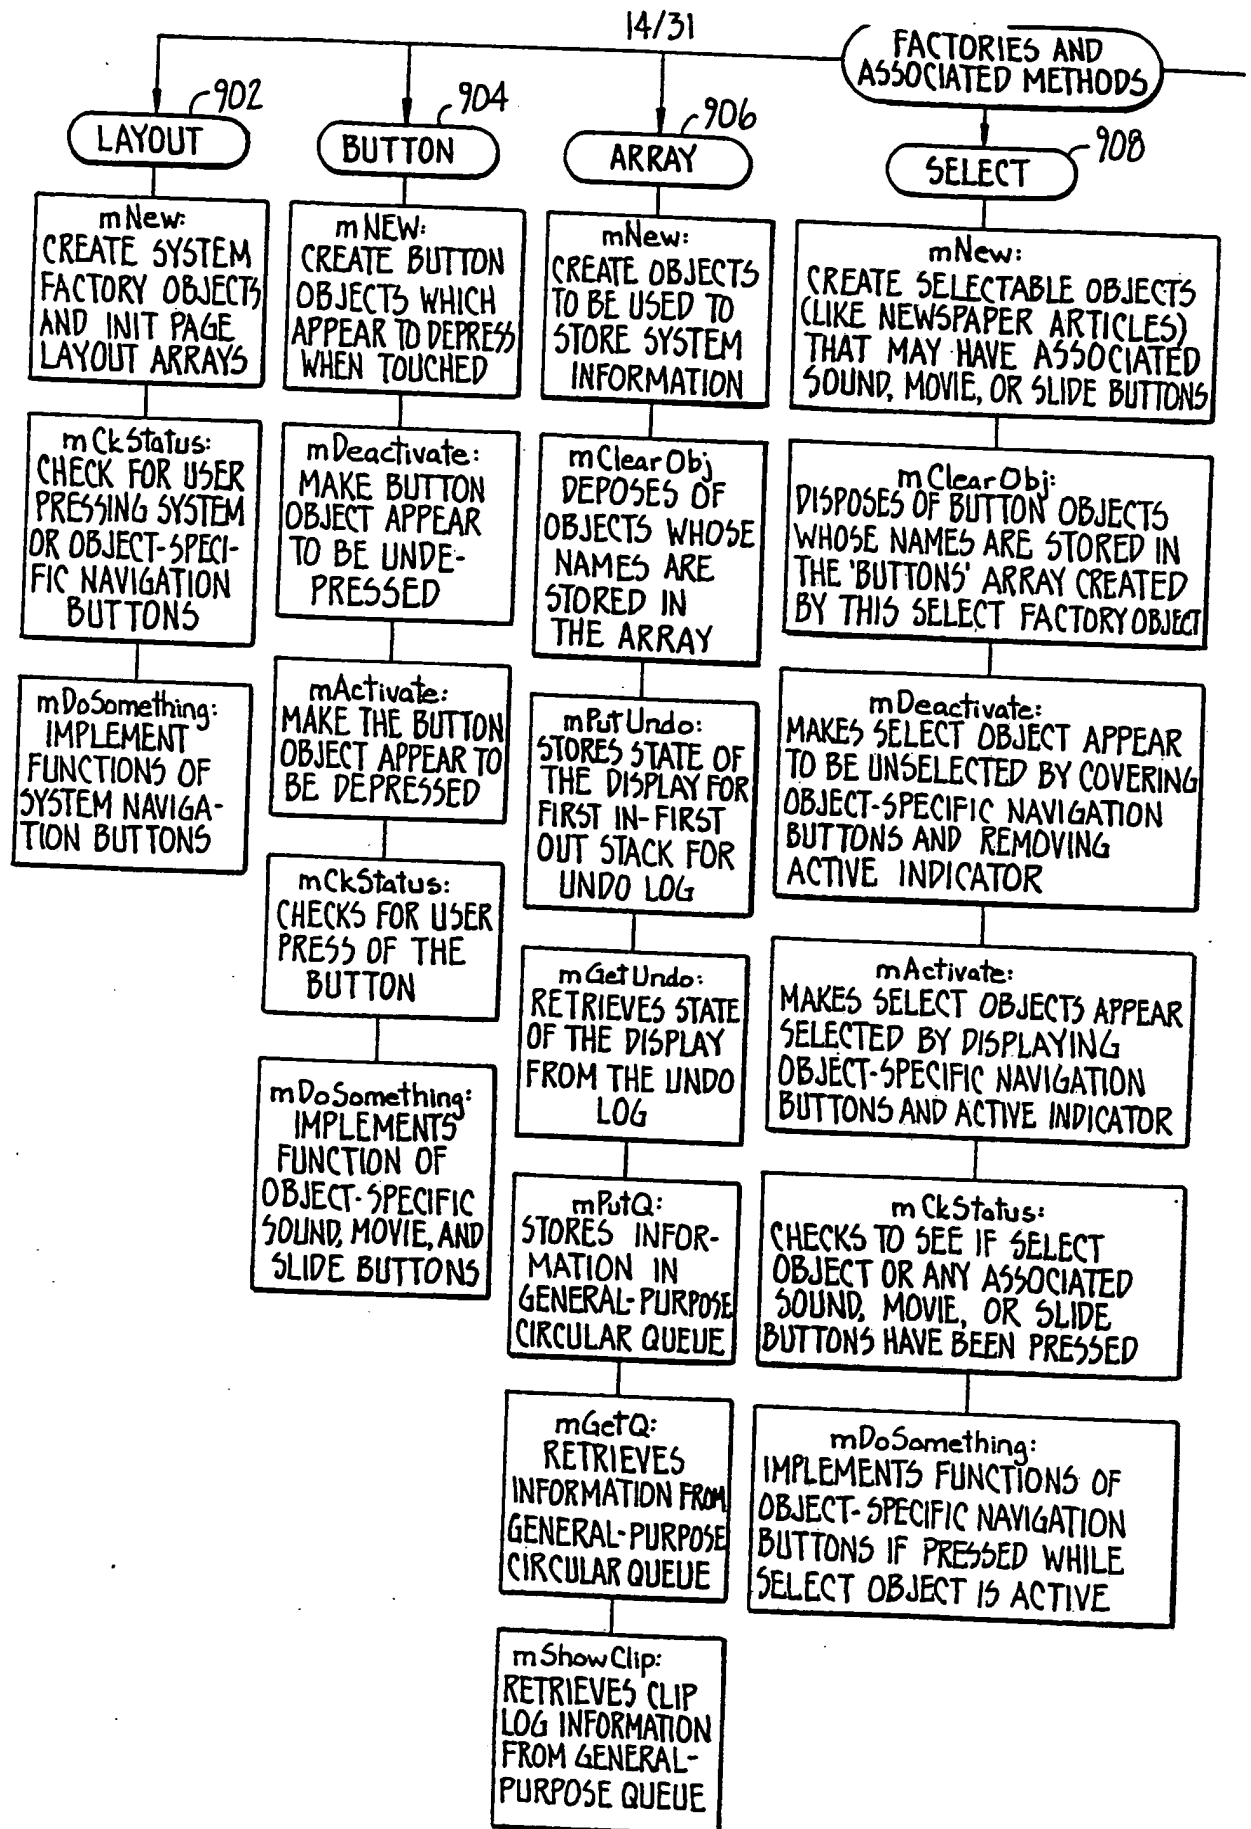 14/31
FACTORIES AND
ASSOCIATED METHODS
902
LAYOUT
mNew:
CREATE SYSTEM
FACTORY OBJECTS
AND INIT PAGE
LAYOUT ARRAYS
mCkStatus:
CHECK FOR USER
PRESSING SYSTEM
OR OBJECT-SPECI-
FIC NAVIGATION
BUTTONS
mDoSomething:
IMPLEMENT
FUNCTIONS OF
SYSTEM NAVIGA-
TION BUTTONS
904
BUTTON
mNEW:
CREATE BUTTON
OBJECTS WHICH
APPEAR TO DEPRESS
WHEN TOUCHED
mDeactivate:
MAKE BUTTON
OBJECT APPEAR
TO BE UNDE-
PRESSED
mActivate:
MAKE THE BUTTON
OBJECT APPEAR TO
BE DEPRESSED
mCkStatus:
CHECKS FOR USER
PRESS OF THE
BUTTON
mDoSomething:
IMPLEMENTS
FUNCTION OF
OBJECT-SPECIFIC
SOUND, MOVIE, AND
SLIDE BUTTONS
906
ARRAY
mNew:
CREATE OBJECTS
TO BE USED TO
STORE SYSTEM
INFORMATION
mClearObj
DEPOSES OF
OBJECTS WHOSE
NAMES ARE
STORED IN
THE ARRAY
mPutUndo:
STORES STATE OF
THE DISPLAY FOR
FIRST IN-FIRST
OUT STACK FOR
UNDO LOG
mGetUndo:
RETRIEVES STATE
OF THE DISPLAY
FROM THE UNDO
LOG
mPutQ:
STORES INFOR-
MATION IN
GENERAL-PURPOSE
CIRCULAR QUEUE
mGetQ:
RETRIEVES
INFORMATION FROM
GENERAL-PURPOSE
CIRCULAR QUEUE
mShowClip:
RETRIEVES CLIP
LOG INFORMATION
FROM GENERAL-
PURPOSE QUEUE
908
SELECT
mNew:
CREATE SELECTABLE OBJECTS
(LIKE NEWSPAPER ARTICLES)
THAT MAY HAVE ASSOCIATED
SOUND, MOVIE, OR SLIDE BUTTONS
mClearObj:
DISPOSES OF BUTTON OBJECTS
WHOSE NAMES ARE STORED IN
THE 'BUTTONS' ARRAY CREATED
BY THIS SELECT FACTORY OBJECT
mDeactivate:
MAKES SELECT OBJECT APPEAR
TO BE UNSELECTED BY COVERING
OBJECT-SPECIFIC NAVIGATION
BUTTONS AND REMOVING
ACTIVE INDICATOR
mActivate:
MAKES SELECT OBJECTS APPEAR
SELECTED BY DISPLAYING
OBJECT-SPECIFIC NAVIGATION
BUTTONS AND ACTIVE INDICATOR
mCkStatus:
CHECKS TO SEE IF SELECT
OBJECT OR ANY ASSOCIATED
SOUND, MOVIE, OR SLIDE
BUTTONS HAVE BEEN PRESSED
mDoSomething:
IMPLEMENTS FUNCTIONS OF
OBJECT-SPECIFIC NAVIGATION
BUTTONS IF PRESSED WHILE
SELECT OBJECT IS ACTIVE